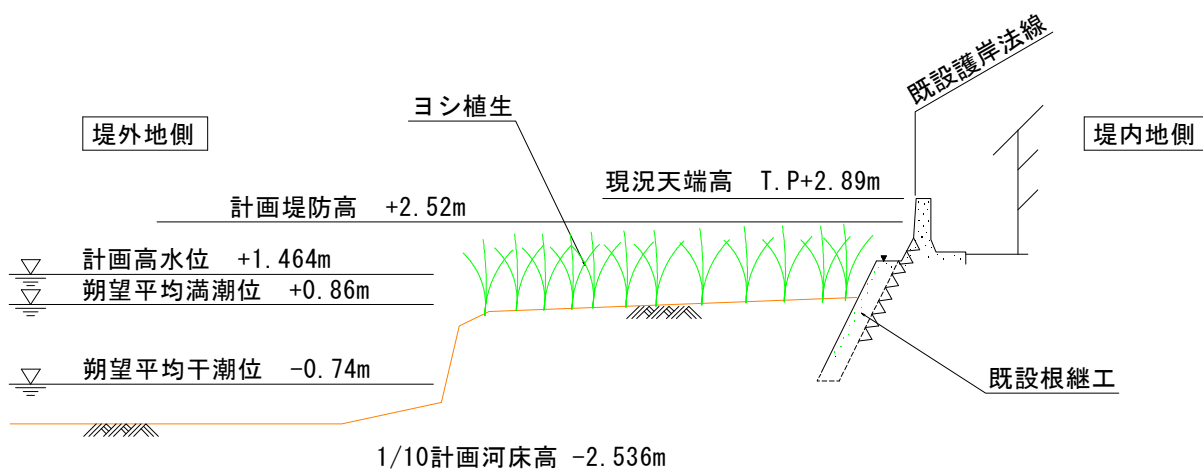 既設護岸法線
ヨシ植生
堤外地側
堤内地側
現況天端高 T.P+2.89m
計画堤防高 +2.52m
計画高水位 +1.464m
朔望平均満潮位 +0.86m
朔望平均干潮位 -0.74m
既設根継工
1/10計画河床高 -2.536m